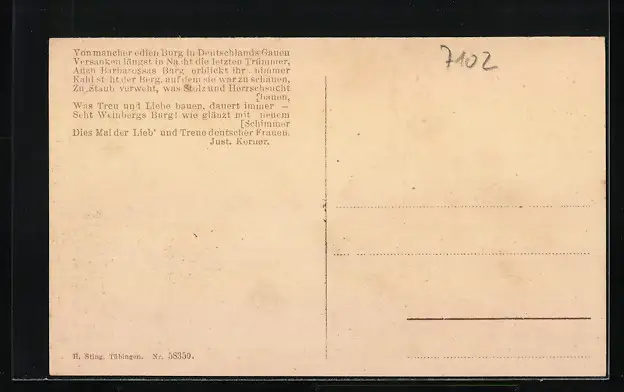 Von mancher edlen Burg in Deutschlands Gauen
Versanken längst in Nacht die letzten Trümmer,
Auch Barbarossas Burg erblickt ihr nimmer
Kahl steht der Berg, auf dem sie war zu schauen,
Zu Staub verweht, was Stolz und Herrschsucht
[bauen,
Was Treu und Liebe bauen, dauert immer —
Seht Weinbergs Burg! wie glänzt mit neuem
[Schimmer
Dies Mal der Lieb' und Treue deutscher Frauen.
Just. Kerner.
7102
R. Sting, Tübingen. Nr. 58350.